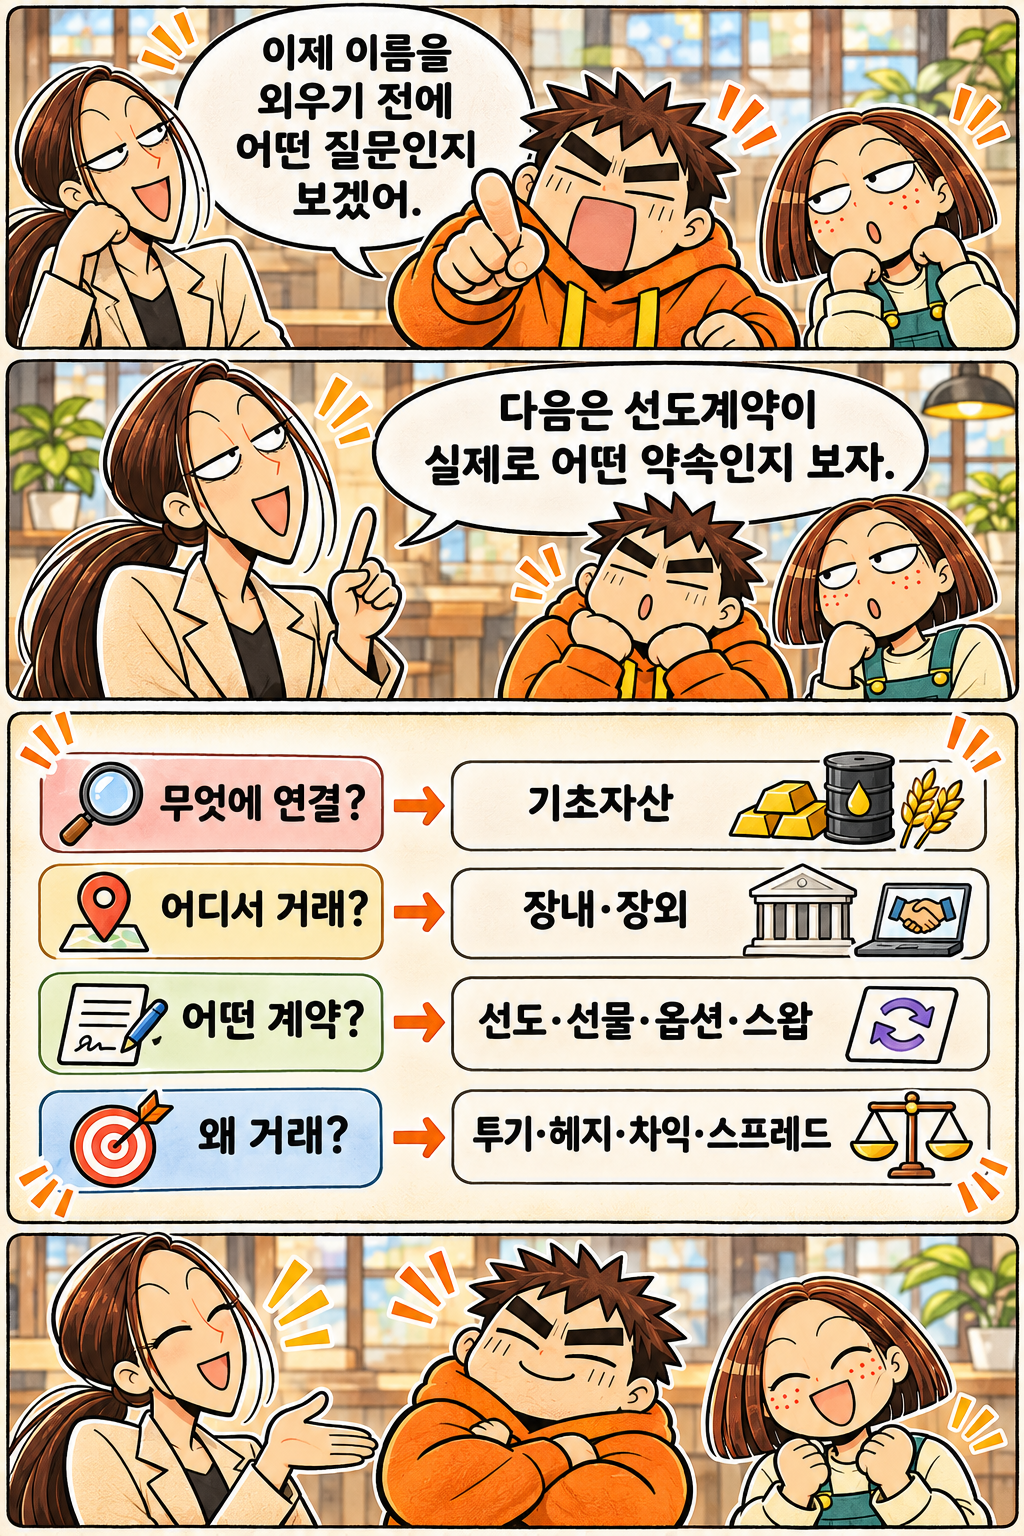 이제 이름을
외우기 전에
어떤 질문인지
보겠어.
다음은 선도계약이
실제로 어떤 약속인지 보자.
무엇에 연결? → 기초자산
어디서 거래? → 장내·장외
어떤 계약? → 선도·선물·옵션·스왑
왜 거래? → 투기·헤지·차익·스프레드